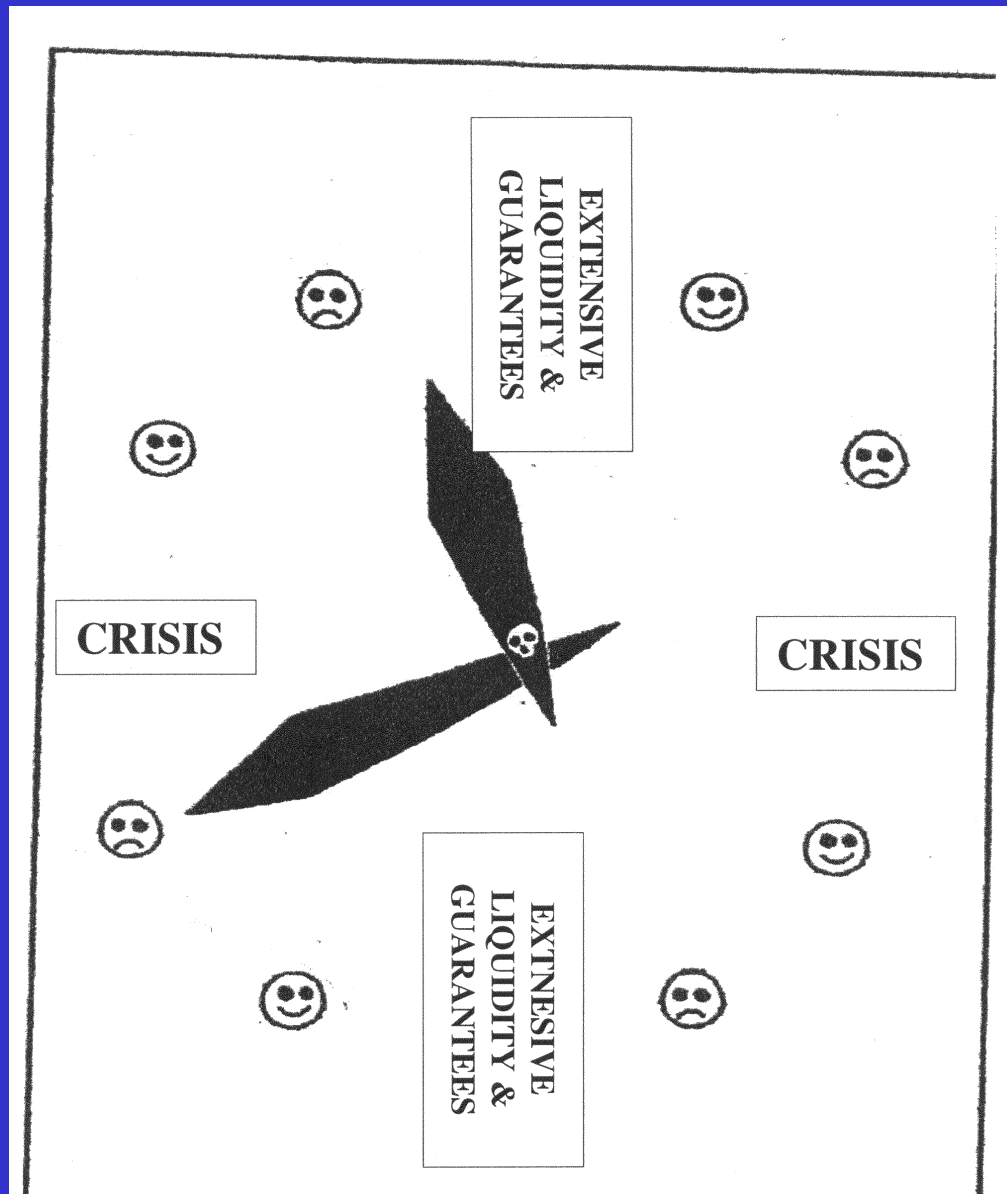 EXTENSIVE
LIQUIDITY &
GUARANTEES
CRISIS
CRISIS
EXTNESIVE
LIQUIDITY &
GUARANTEES